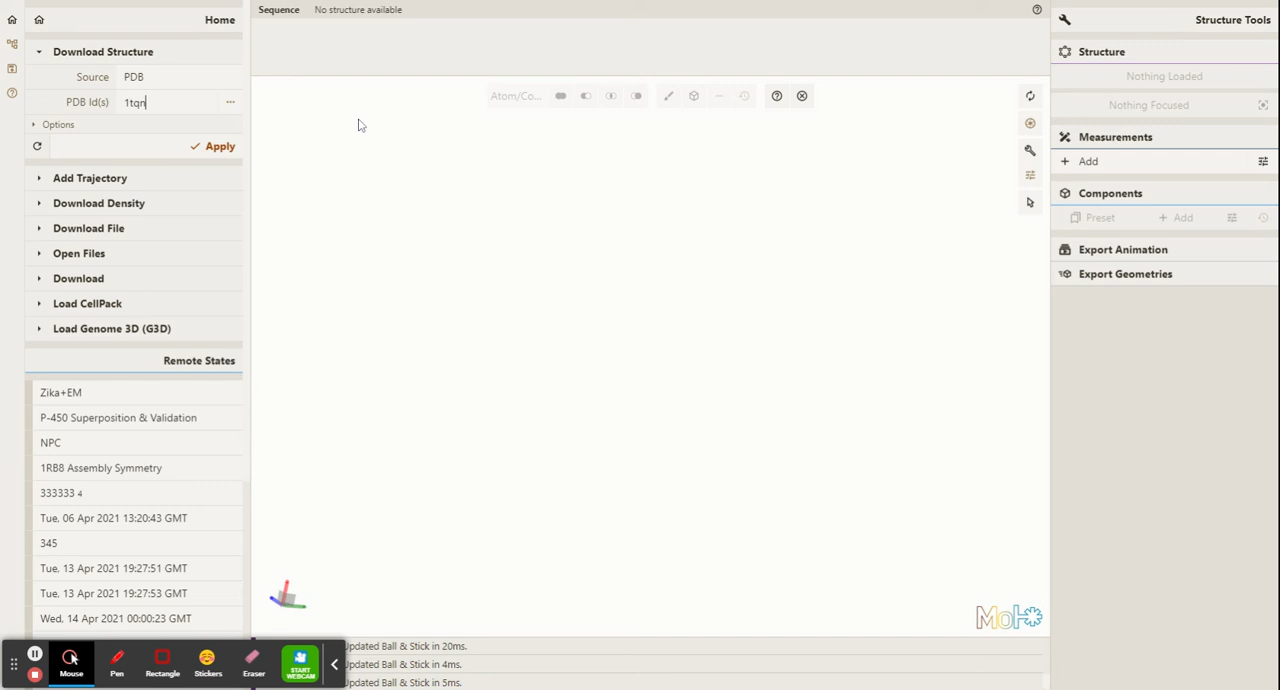 Home
Download Structure
Source PDB
PDB Id(s) 1tqn
Options
Apply
Add Trajectory
Download Density
Download File
Open Files
Download
Load CellPack
Load Genome 3D (G3D)
Remote States
Zika+EM
P-450 Superposition & Validation
NPC
1RB8 Assembly Symmetry
333333 4
Tue, 06 Apr 2021 13:20:43 GMT
345
Tue, 13 Apr 2021 19:27:51 GMT
Tue, 13 Apr 2021 19:27:53 GMT
Wed, 14 Apr 2021 00:00:23 GMT
Mouse
Pen
Rectangle
Stickers
Eraser
START
WEBCAM
Sequence No structure available
Atom/Co...
Mol*
Updated Ball & Stick in 20ms.
Updated Ball & Stick in 4ms.
Updated Ball & Stick in 5ms.
Structure Tools
Structure
Nothing Loaded
Nothing Focused
Measurements
+ Add
Components
Preset + Add
Export Animation
Export Geometries